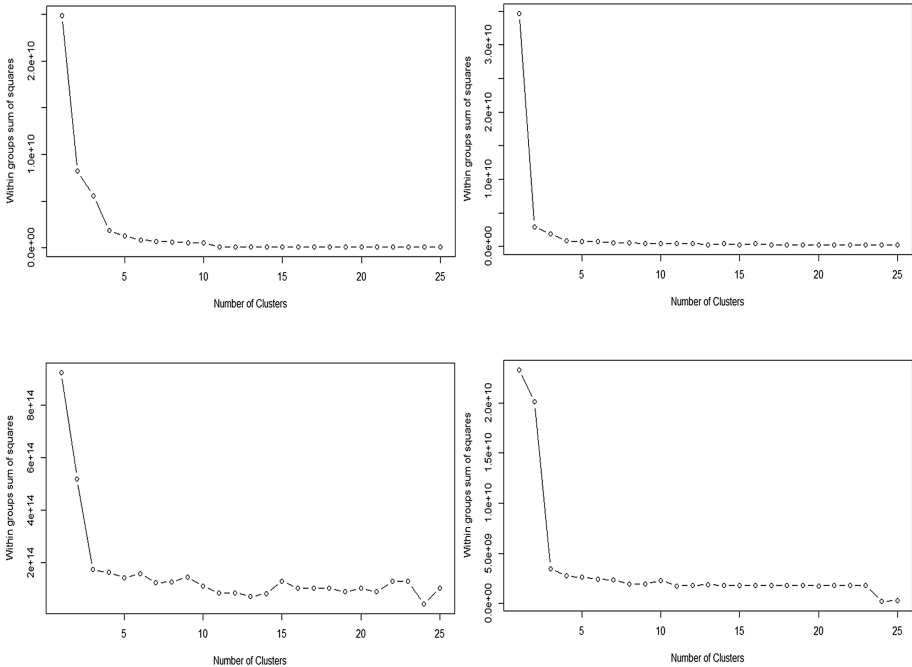 Within groups sum of squares
0.0e+00 1.0e+10 2.0e+10
5 10 15 20 25
Number of Clusters
Within groups sum of squares
0.0e+00 1.0e+10 2.0e+10 3.0e+10
5 10 15 20 25
Number of Clusters
Within groups sum of squares
2e+14 4e+14 6e+14 8e+14
5 10 15 20 25
Number of Clusters
Within groups sum of squares
0.0e+00 5.0e+09 1.0e+10 1.5e+10 2.0e+10
5 10 15 20 25
Number of Clusters